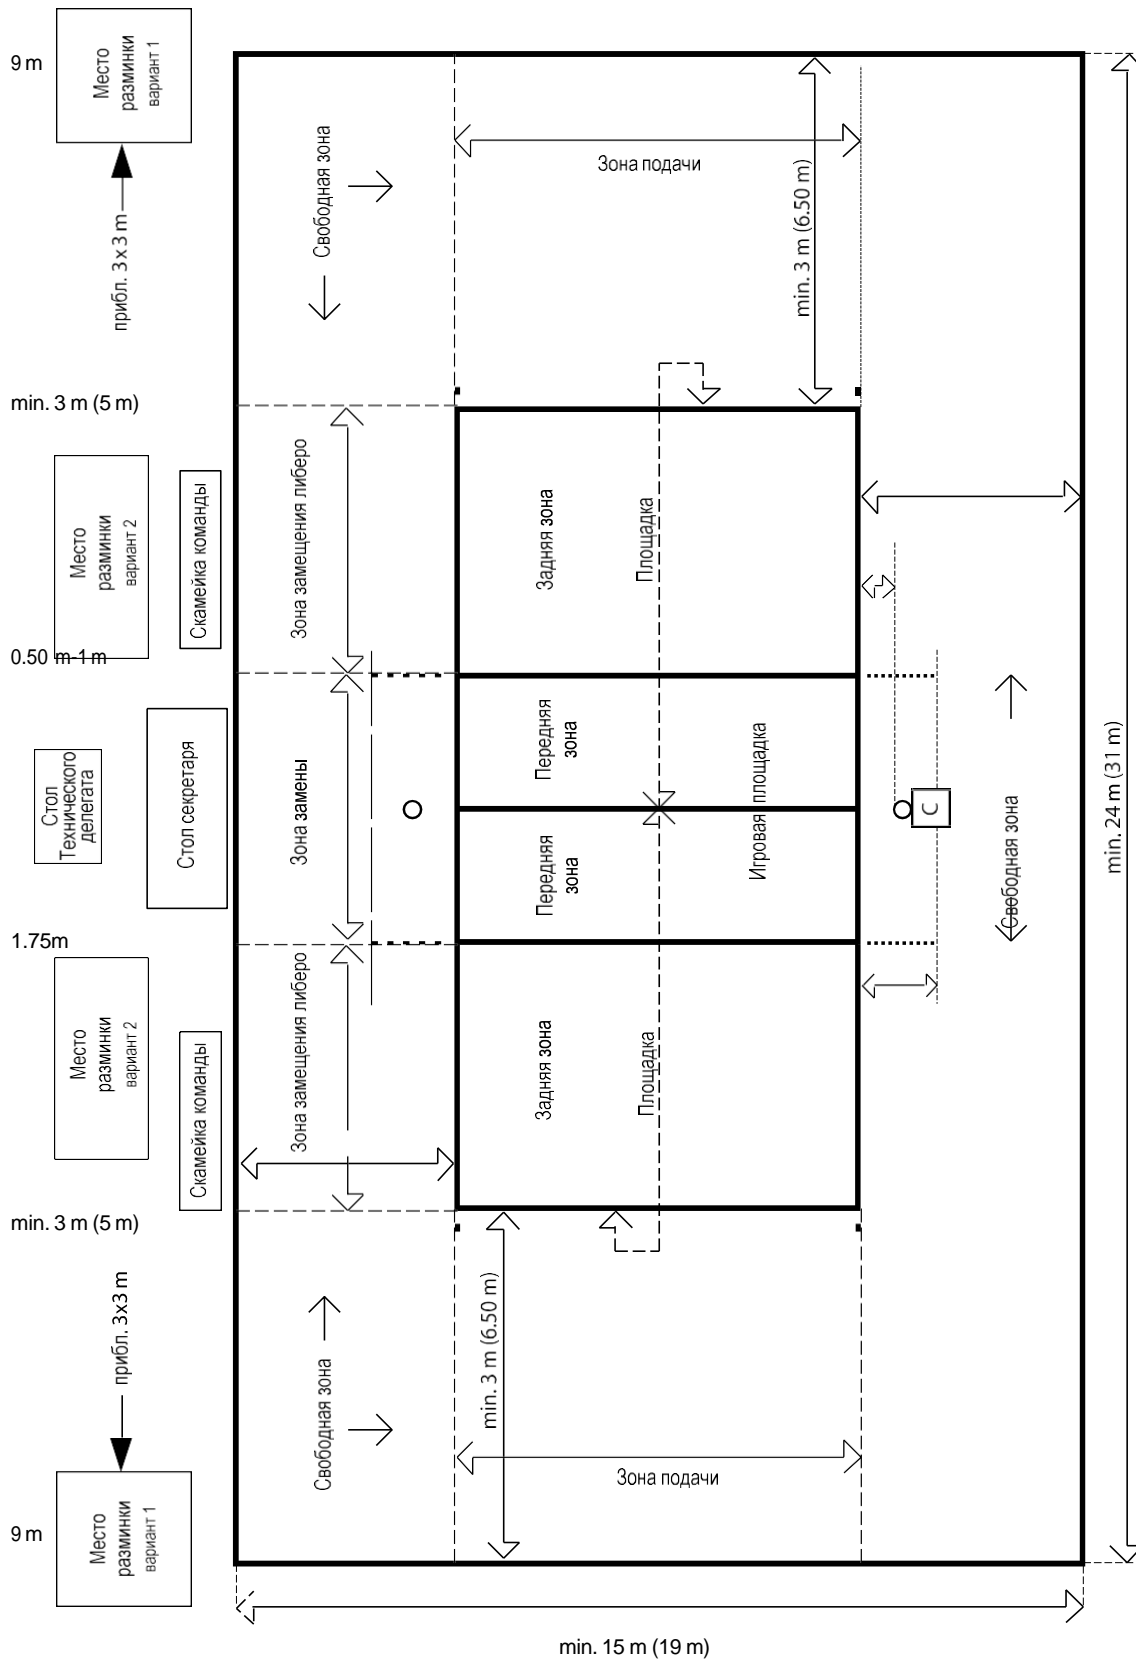 9 m
Место
разминки
вариант 1
прибл. 3 x 3 m
Свободная зона
Зона подачи
min. 3 m (6.50 m)
min. 3 m (5 m)
Место
разминки
вариант 2
Скамейка команды
Зона замещения либеро
Задняя зона
Площадка
0.50 m-1 m
Стол
Технического
делегата
Стол секретаря
Зона замены
Передняя
зона
Передняя
зона
Игровая площадка
C
Свободная зона
min. 24 m (31 m)
1.75m
Место
разминки
вариант 2
Скамейка команды
Зона замещения либеро
Задняя зона
Площадка
min. 3 m (5 m)
прибл. 3x3 m
Свободная зона
min. 3 m (6.50 m)
Зона подачи
9 m
Место
разминки
вариант 1
min. 15 m (19 m)